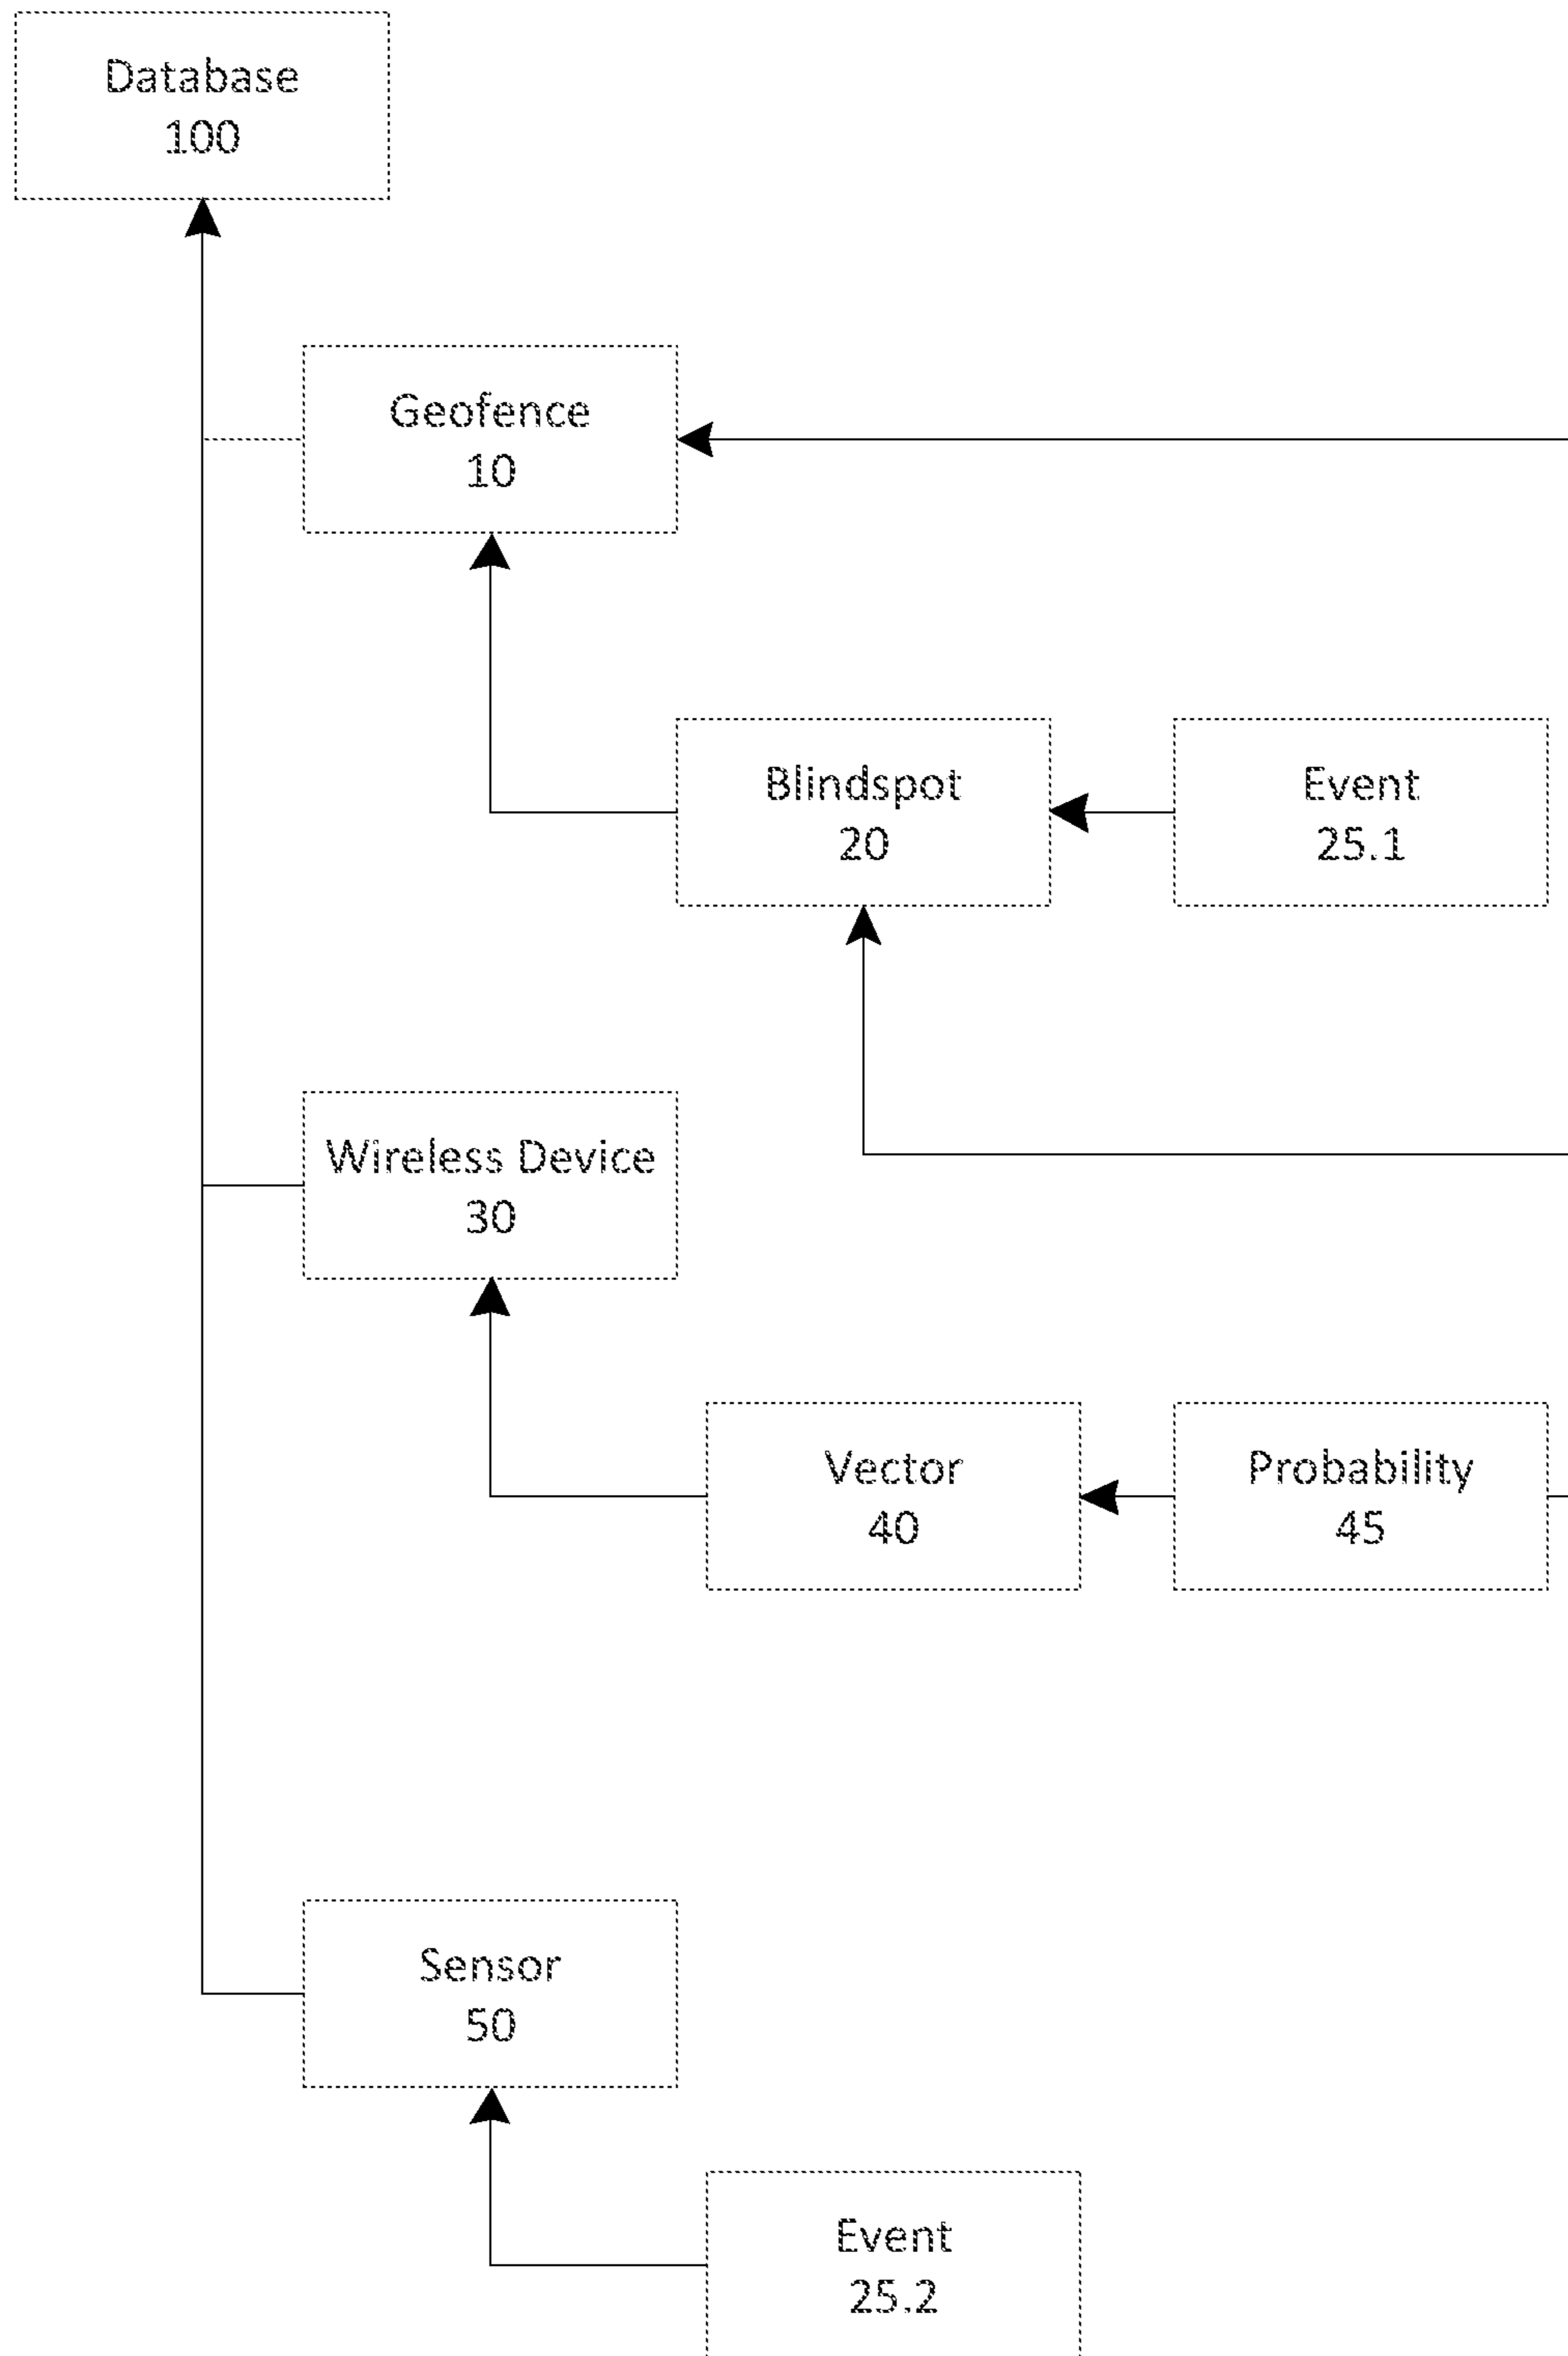 Database
100
Geofence
10
Blindspot
20
Event
25.1
Wireless Device
30
Vector
40
Probability
45
Sensor
50
Event
25.2